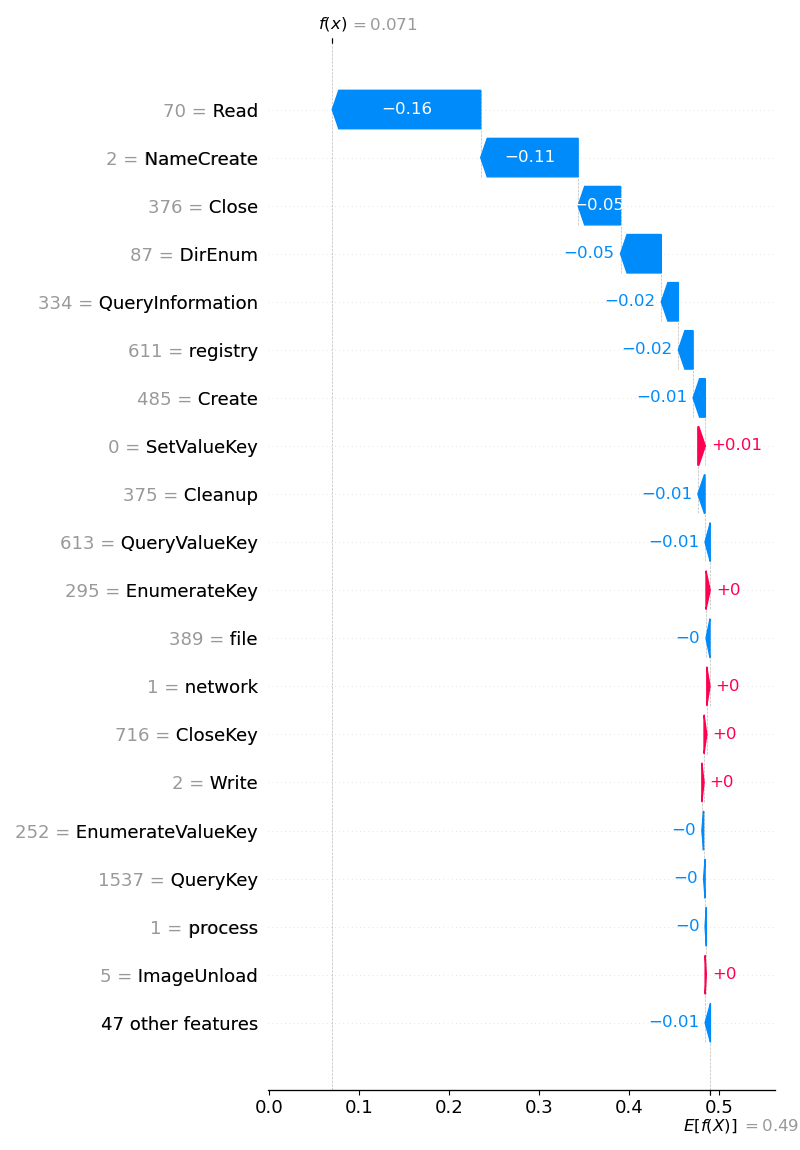 f(x) = 0.071
70 = Read −0.16
2 = NameCreate −0.11
376 = Close −0.05
87 = DirEnum −0.05
334 = QueryInformation −0.02
611 = registry −0.02
485 = Create −0.01
0 = SetValueKey +0.01
375 = Cleanup −0.01
613 = QueryValueKey −0.01
295 = EnumerateKey +0
389 = file −0
1 = network +0
716 = CloseKey +0
2 = Write +0
252 = EnumerateValueKey −0
1537 = QueryKey −0
1 = process −0
5 = ImageUnload +0
47 other features −0.01
0.0 0.1 0.2 0.3 0.4 0.5
E[f(X)] = 0.49